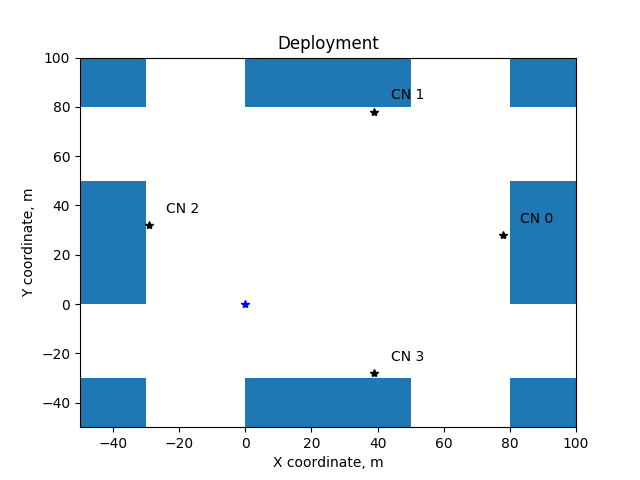 Deployment
100
80
60
40
20
0
−20
−40
Y coordinate, m
CN 1
CN 2
CN 0
CN 3
−40
−20
0
20
40
60
80
100
X coordinate, m